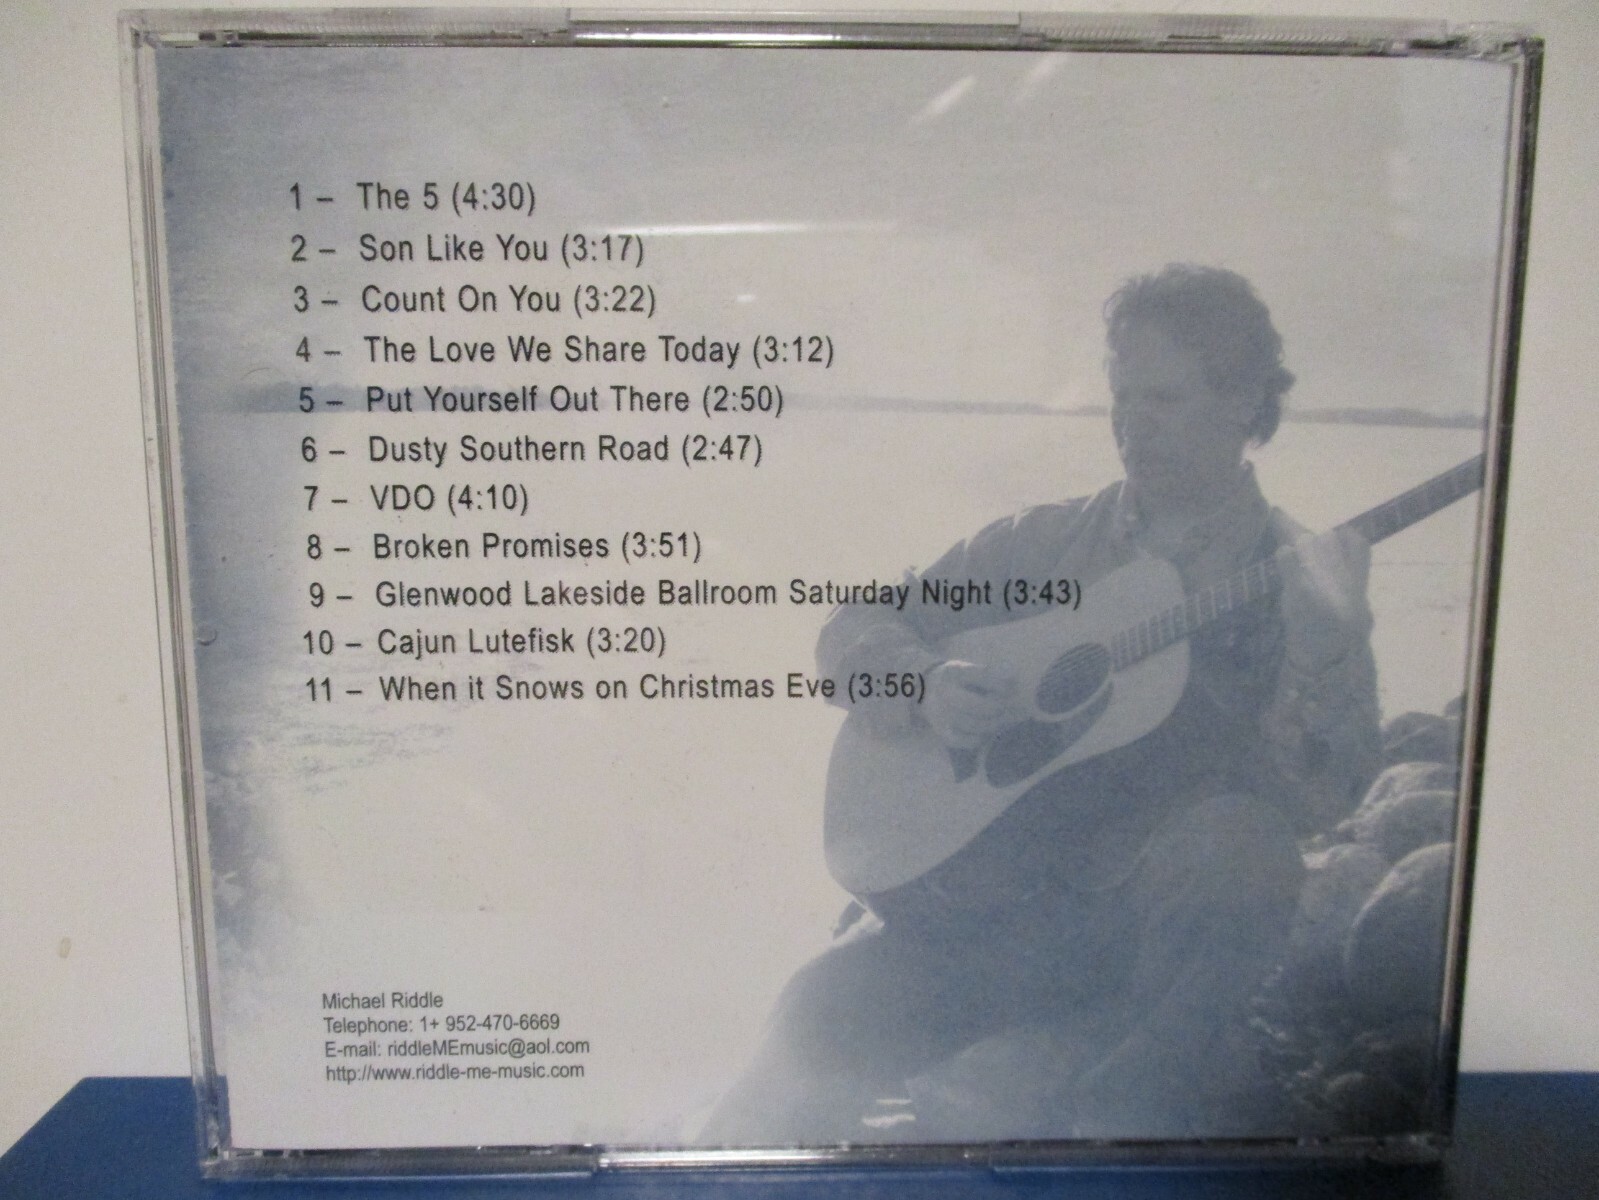 1 – The 5 (4:30)
2 – Son Like You (3:17)
3 – Count On You (3:22)
4 – The Love We Share Today (3:12)
5 – Put Yourself Out There (2:50)
6 – Dusty Southern Road (2:47)
7 – VDO (4:10)
8 – Broken Promises (3:51)
9 – Glenwood Lakeside Ballroom Saturday Night (3:43)
10 – Cajun Lutefisk (3:20)
11 – When it Snows on Christmas Eve (3:56)
Michael Riddle
Telephone: 1+ 952-470-6669
E-mail: riddleMEmusic@aol.com
http://www.riddle-me-music.com